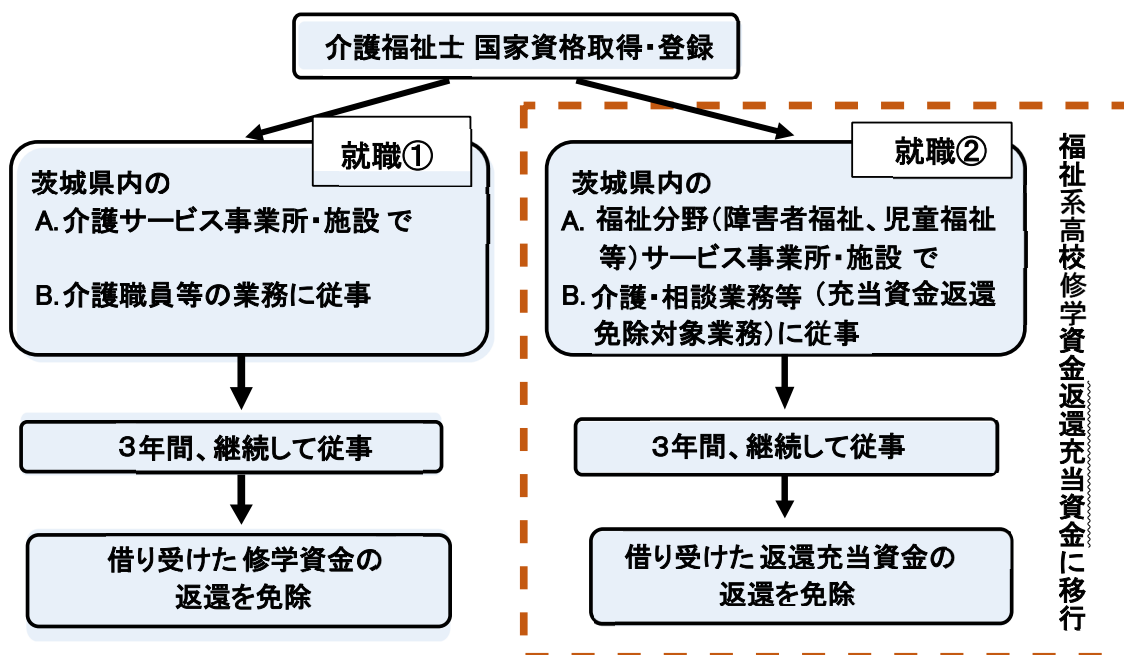 介護福祉士 国家資格取得・登録
就職①
茨城県内の
A.介護サービス事業所・施設 で
B.介護職員等の業務に従事
3年間、継続して従事
借り受けた 修学資金の
返還を免除
就職②
茨城県内の
A. 福祉分野(障害者福祉、児童福祉
等)サービス事業所・施設 で
B. 介護・相談業務等 (充当資金返還
免除対象業務)に従事
3年間、継続して従事
借り受けた 返還充当資金の
返還を免除
福祉系高校修学資金返還充当資金に移行